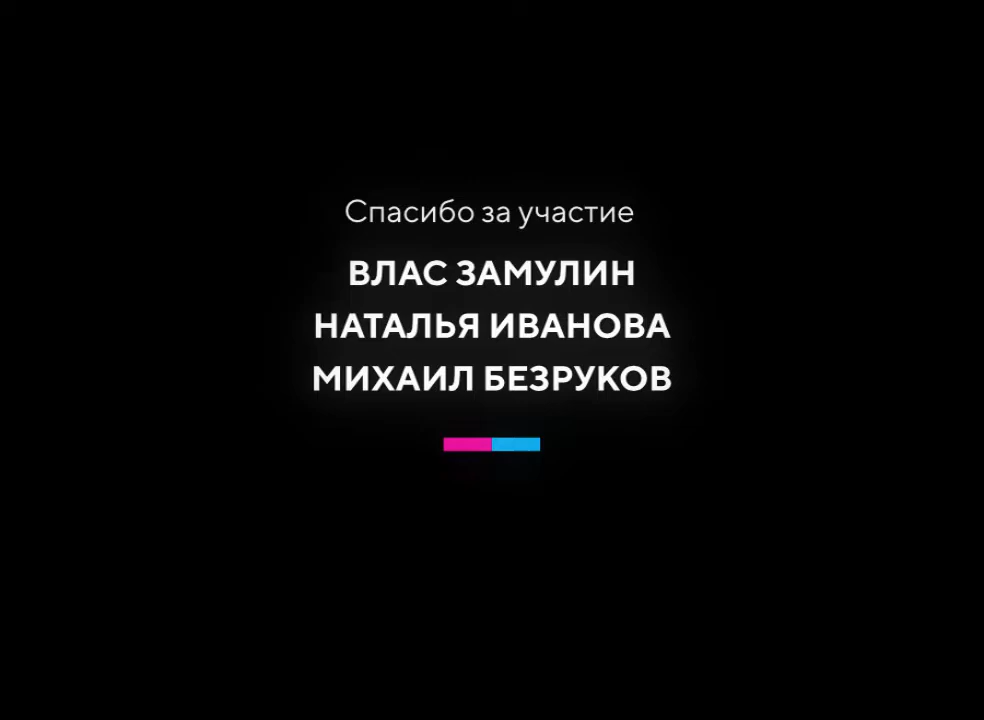 Спасибо за участие
ВЛАС ЗАМУЛИН
НАТАЛЬЯ ИВАНОВА
МИХАИЛ БЕЗРУКОВ